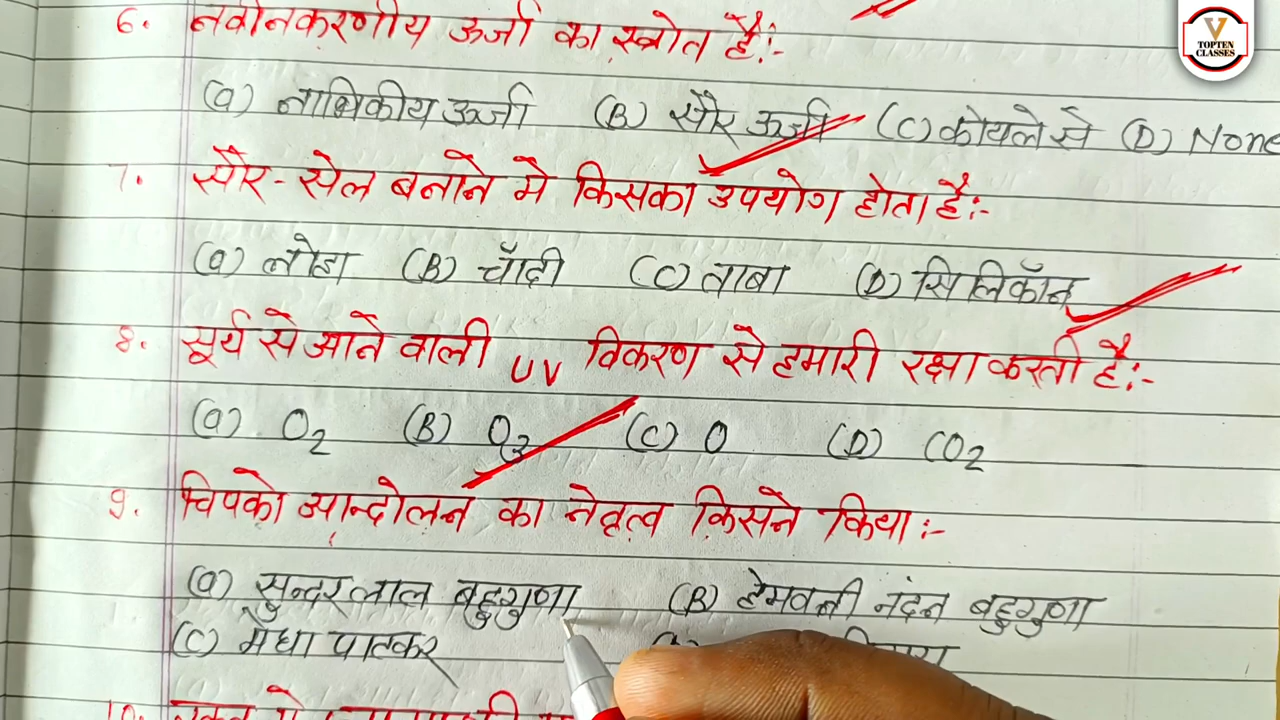 6. नवीनकरणीय ऊर्जा का स्त्रोत है:-
(a) नाभिकीय ऊर्जा (B) सौर ऊर्जा (C) कोयले से (D) None
7. सौर-सेल बनाने मे किसका उपयोग होता है:-
(a) लोहा (B) चाँदी (C) ताबा (D) सिलिकॉन
8. सूर्य से आने वाली UV विकरण से हमारी रक्षा करती है:-
(a) O2 (B) O3 (C) O (D) CO2
9. चिपको आन्दोलन का नेतृत्व किसने किया:-
(a) सुन्दरलाल बहुगुणा (B) हेमवती नंदन बहुगुणा
(C) मेधा पाटकर
10.
V
TOPTEN
CLASSES